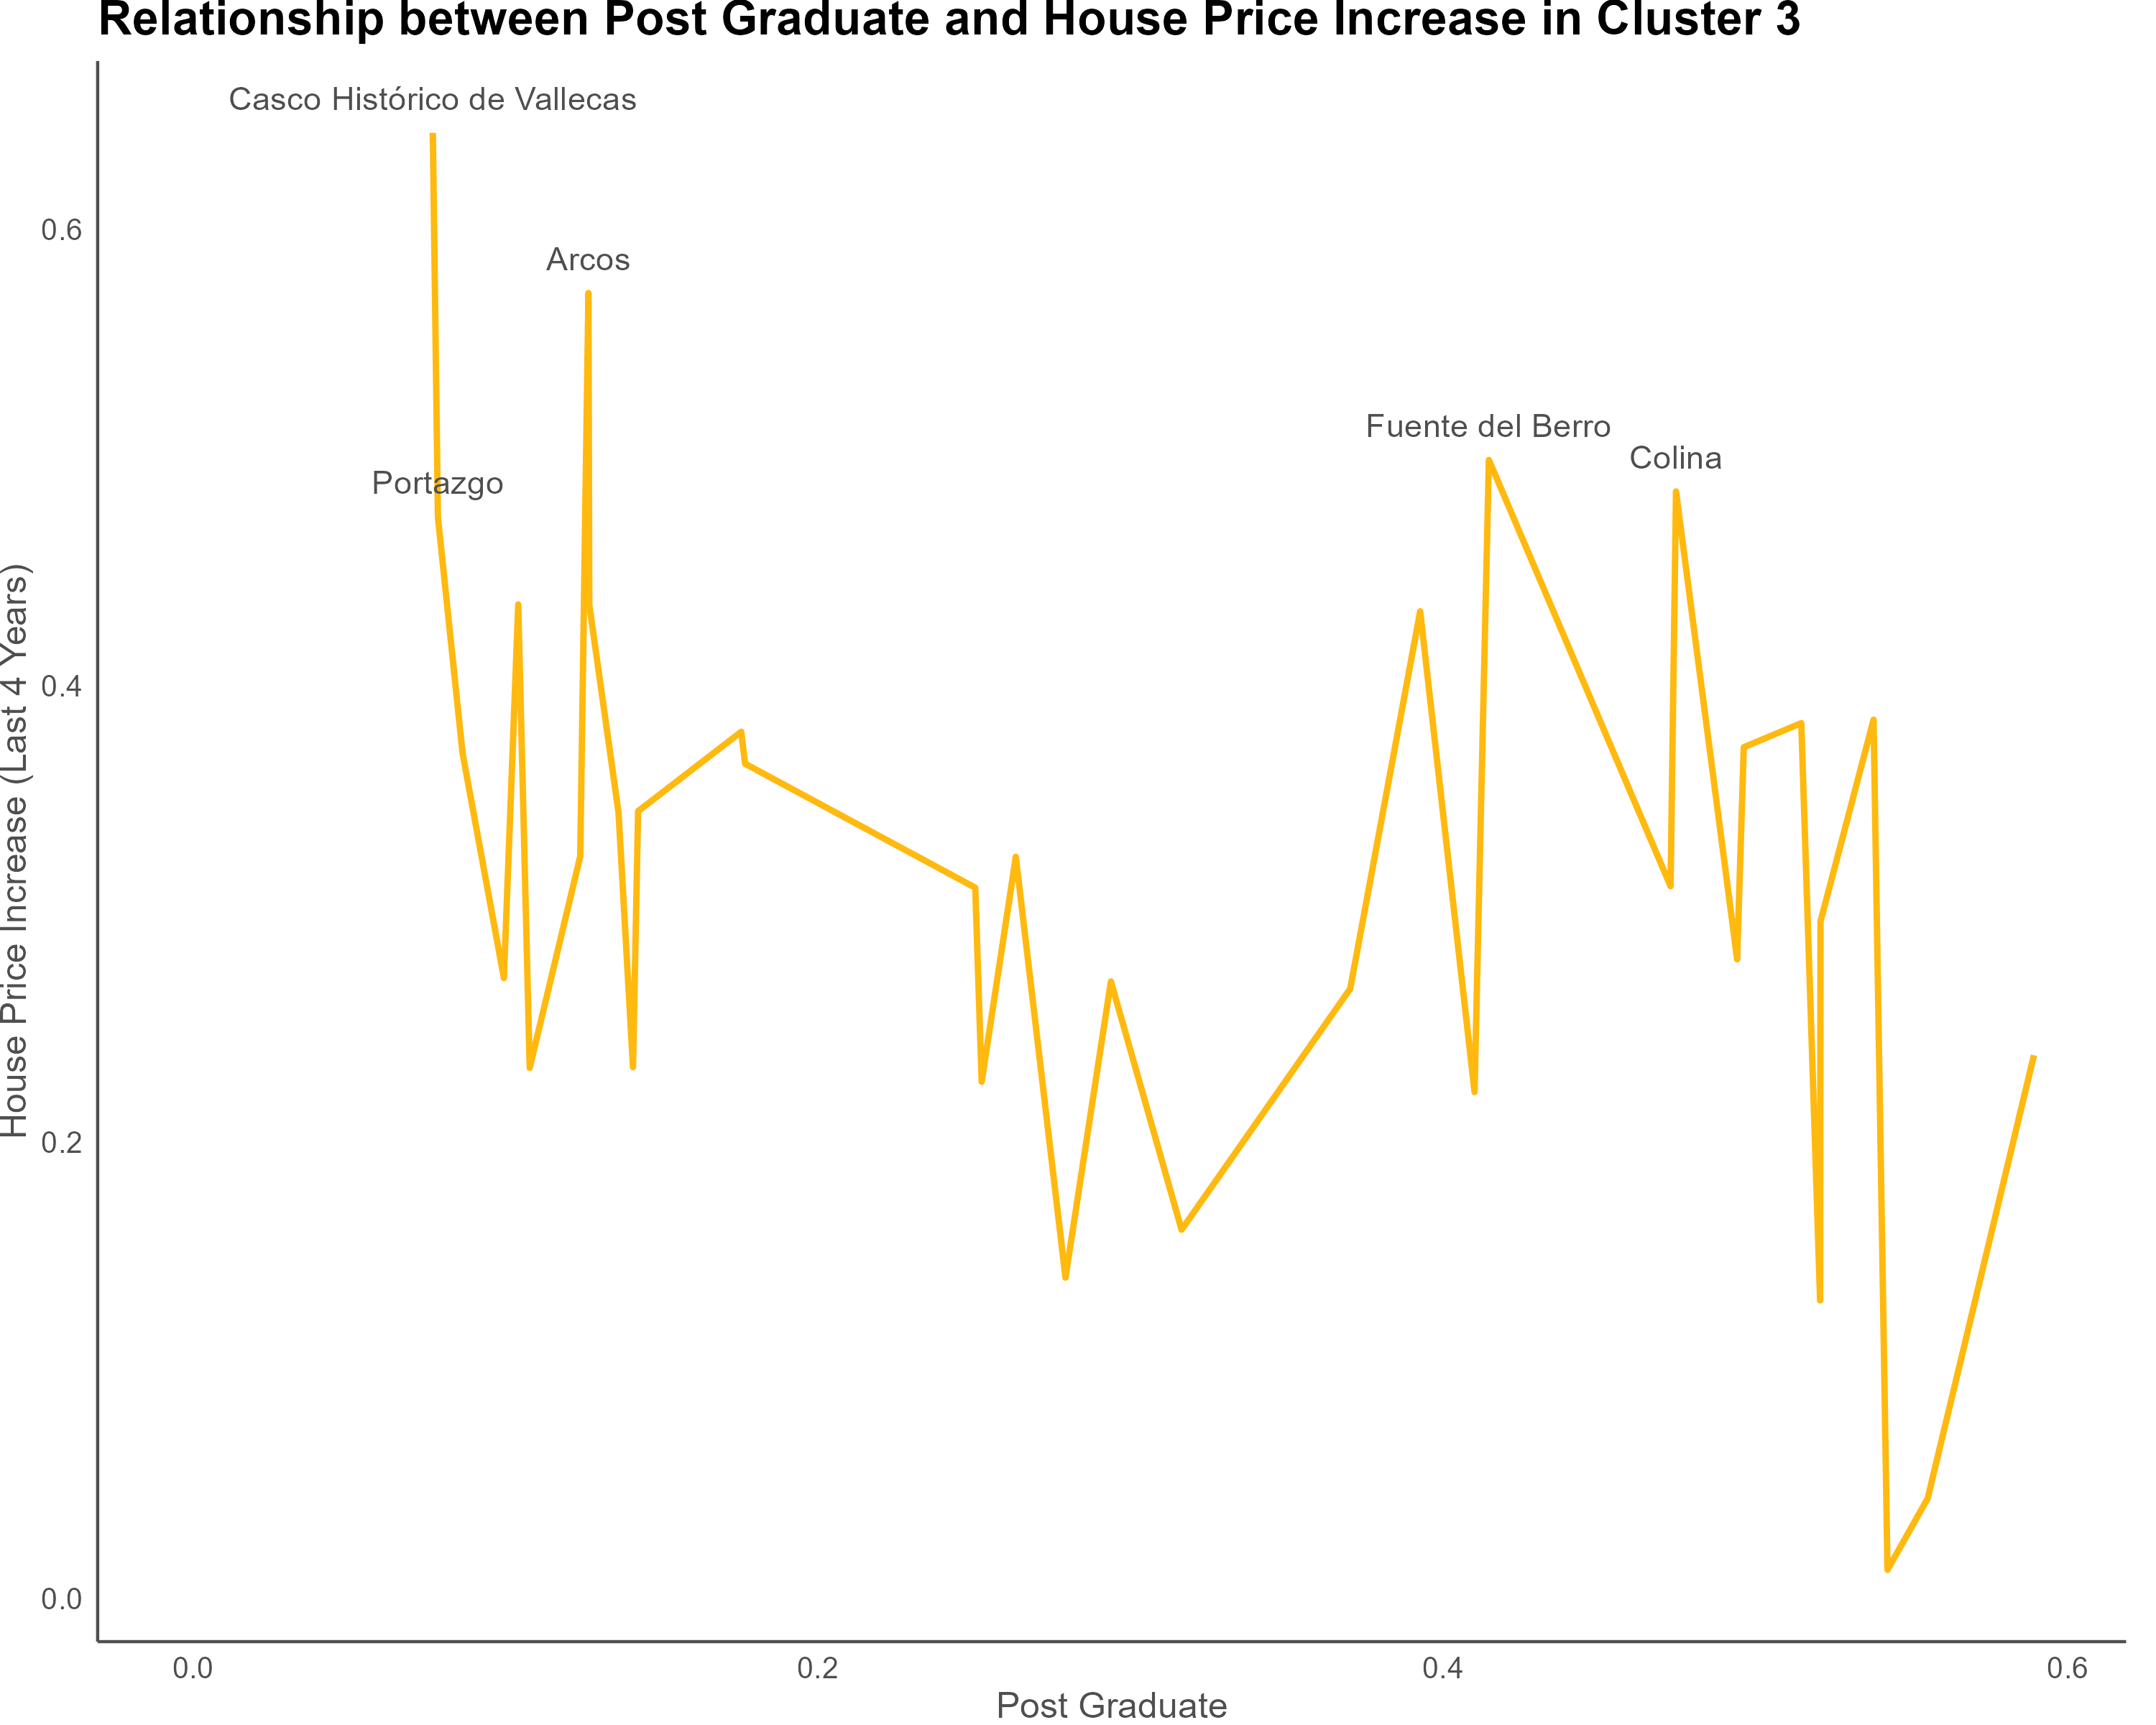 Relationship between Post Graduate and House Price Increase in Cluster 3
Casco Histórico de Vallecas
Arcos
Fuente del Berro
Colina
Portazgo
House Price Increase (Last 4 Years)
0.6
0.4
0.2
0.0
0.0
0.2
0.4
0.6
Post Graduate